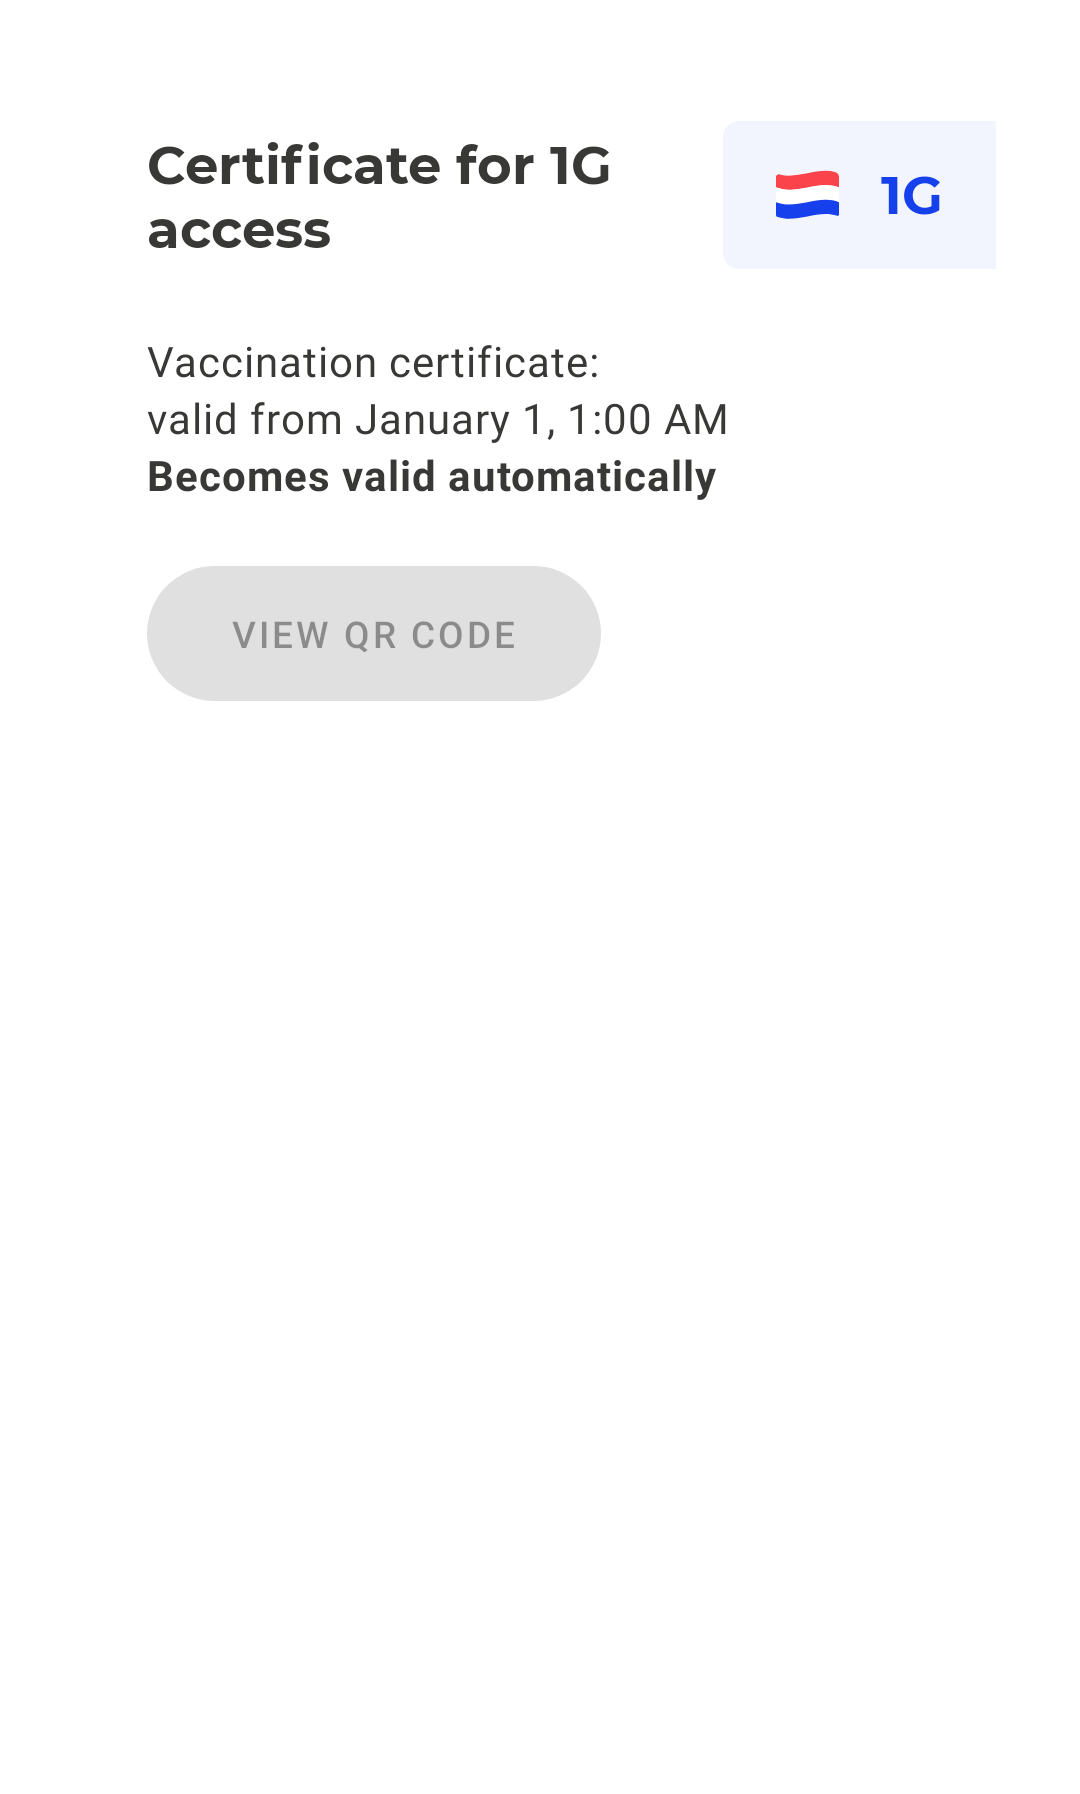 Certificate for 1G
access
1G
Vaccination certificate:
valid from January 1, 1:00 AM
Becomes valid automatically
VIEW QR CODE